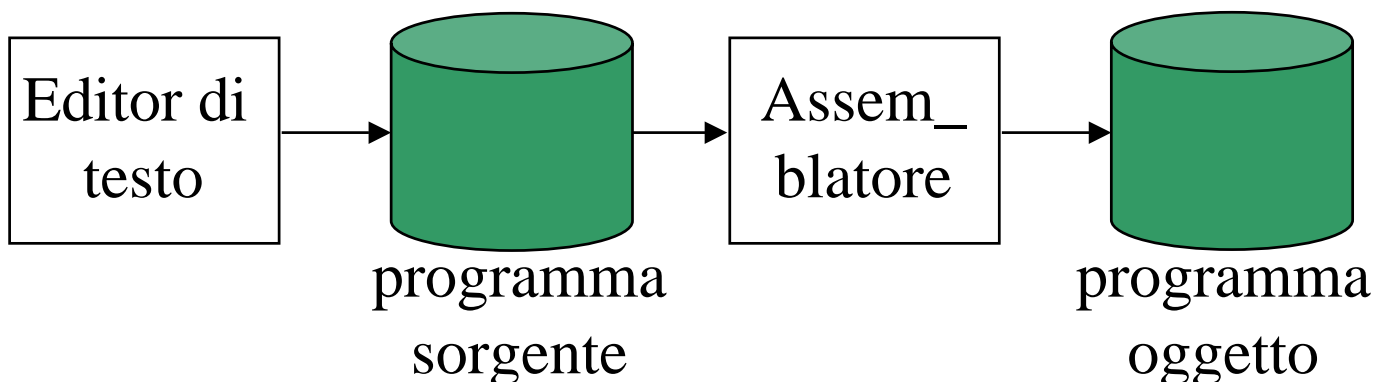 Editor di
testo
programma
sorgente
Assem_
blatore
programma
oggetto